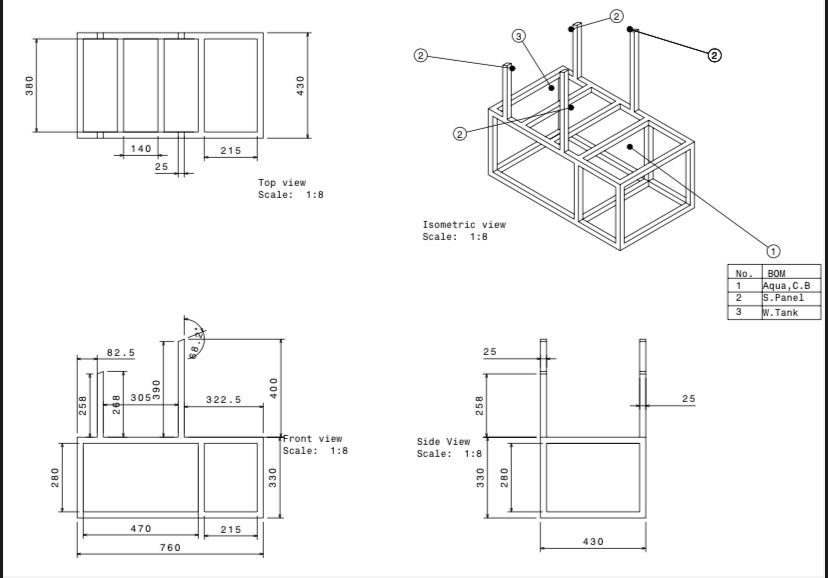 380
430
140
215
25
Top view
Scale: 1:8
2
3
2
2
2
1
Isometric view
Scale: 1:8
No. BOM
1 Aqua,C.B
2 S.Panel
3 W.Tank
82.5
258
268
305
390
322.5
400
Front view
Scale: 1:8
280
330
470
215
760
25
258
25
Side View
Scale: 1:8
330
280
430